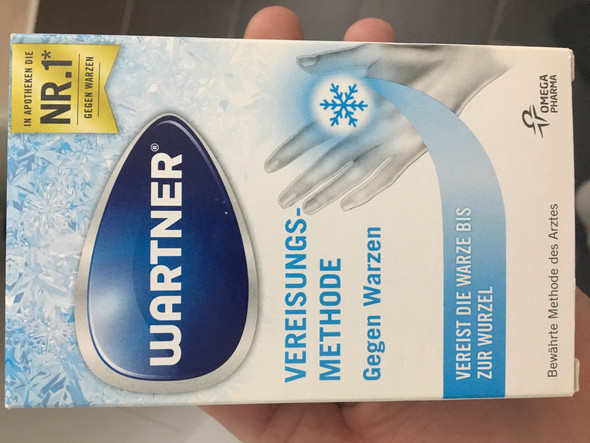 IN APOTHEKEN DIE
NR.1*
GEGEN WARZEN
WARTNER®
VEREISUNGS-
METHODE
Gegen Warzen
VEREIST DIE WARZE BIS
ZUR WURZEL
Bewährte Methode des Arztes
OMEGA
PHARMA